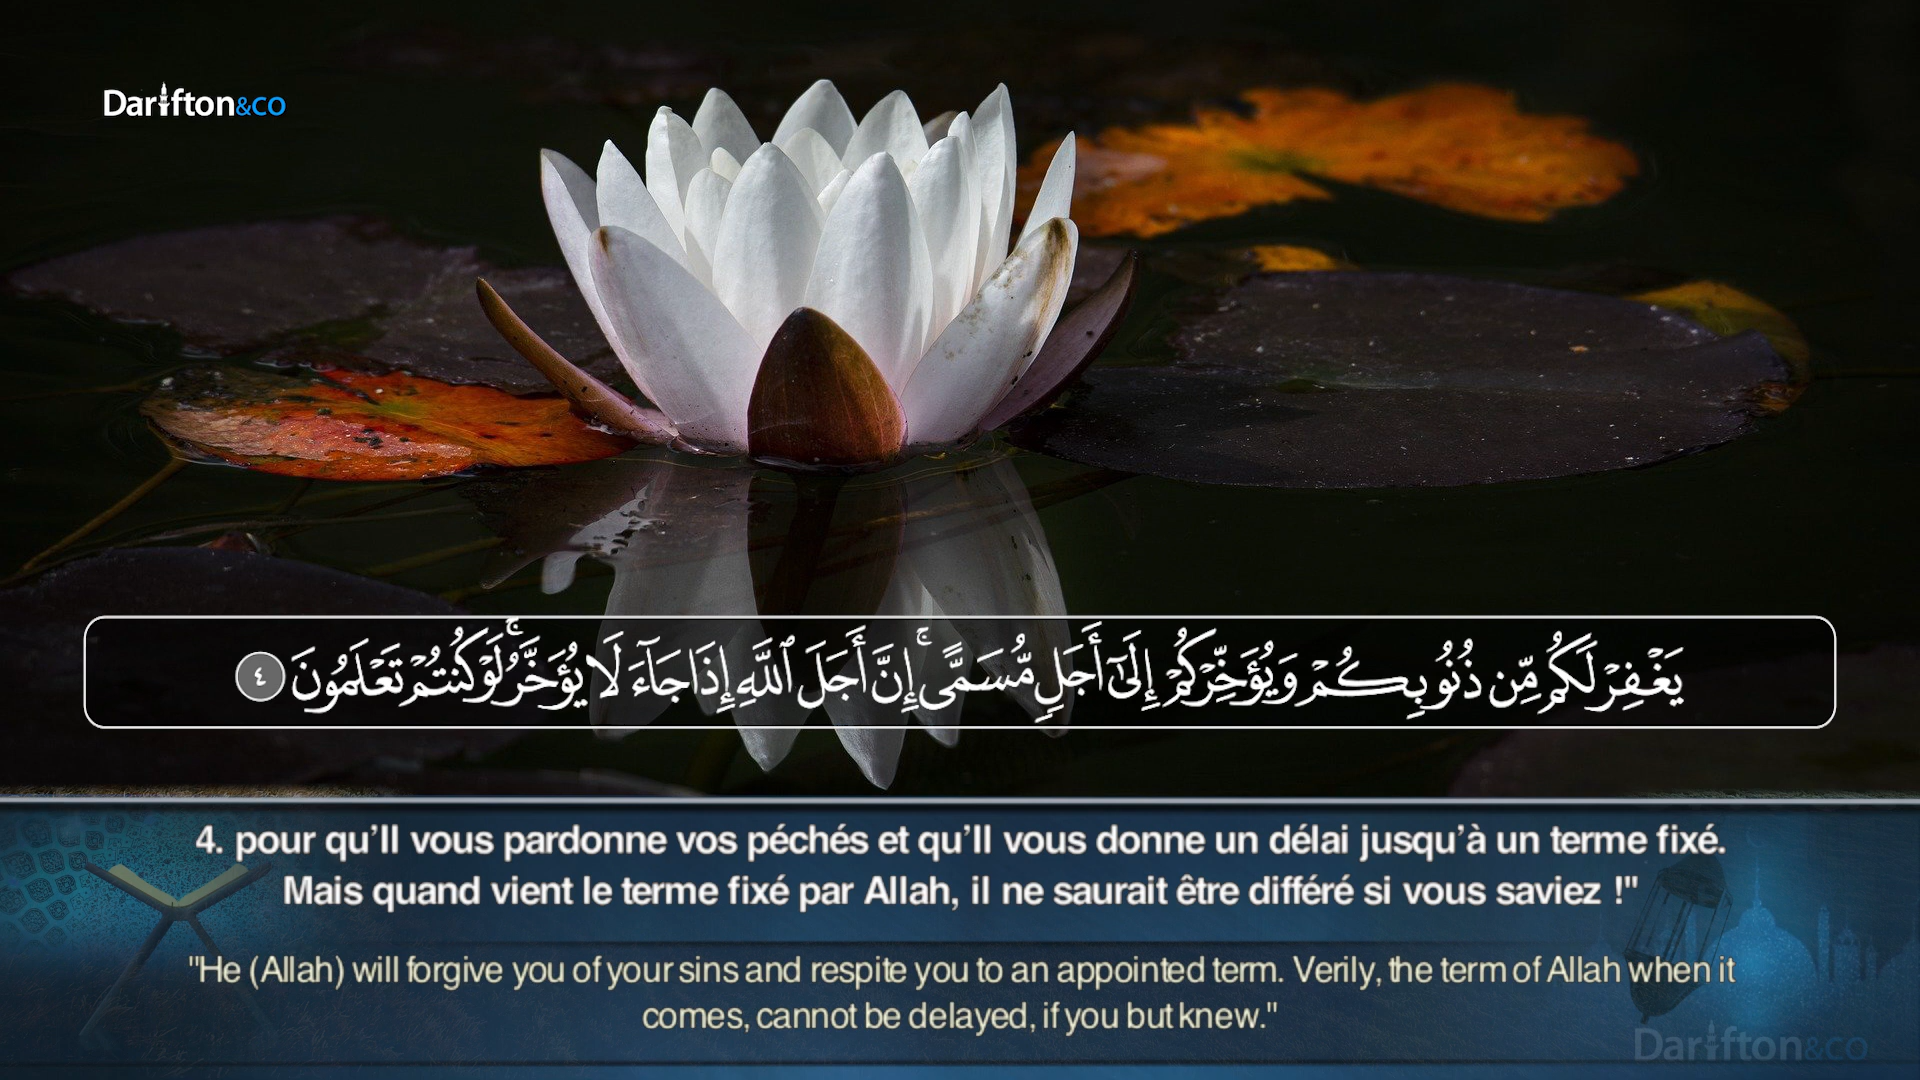 Darifton&co
يَغْفِرْ لَكُم مِّن ذُنُوبِكُمْ وَيُؤَخِّرْكُمْ إِلَىٰٓ أَجَلٍ مُّسَمًّى ۚ إِنَّ أَجَلَ ٱللَّهِ إِذَا جَآءَ لَا يُؤَخَّرُ ۚ لَوْ كُنتُمْ تَعْلَمُونَ ٤
4. pour qu’Il vous pardonne vos péchés et qu’Il vous donne un délai jusqu’à un terme fixé.
Mais quand vient le terme fixé par Allah, il ne saurait être différé si vous saviez !"
"He (Allah) will forgive you of your sins and respite you to an appointed term. Verily, the term of Allah when it
comes, cannot be delayed, if you but knew."
Darifton&co